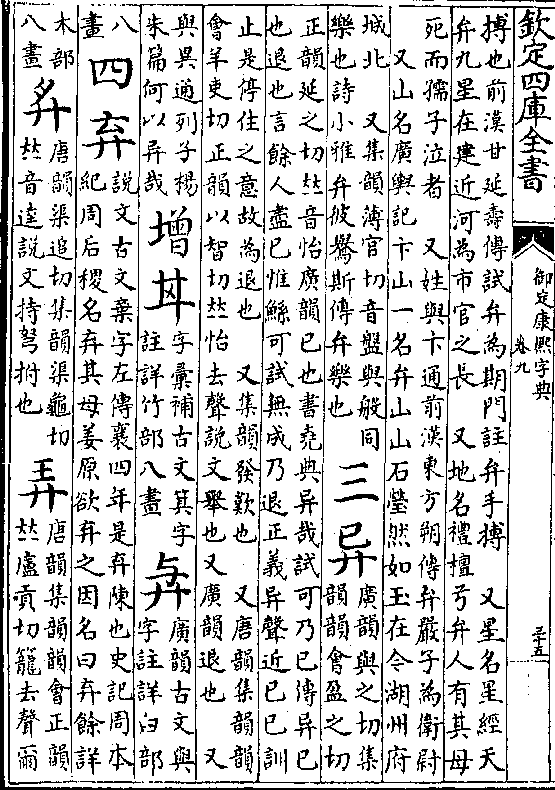 欽定四庫全書
御定康熙字典
卷九
三十五
搏也前漢甘延壽傳試弁為期門註弁手搏 又星名星經天
弁九星在建近河為市官之長 又地名禮檀弓弁人有其母
死而孺子泣者 又姓與卞通前漢東方朔傳弁嚴子為衛尉
又山名廣輿記卞山一名弁山山石瑩然如玉在今湖州府
城北 又集韻薄官切音盤與般同
樂也詩小雅弁彼鸒斯傳弁樂也
三
异
廣韻與之切集
韻韻會盈之切
正韻延之切𠀤音怡廣韻已也書堯典异哉試可乃已傳异已
也退也言餘人盡已惟鯀可試無成乃退正義异聲近已已訓
止是停住之意故為退也 又集韻發歎也 又唐韻集韻韻
會羊吏切正韻以智切𠀤怡去聲說文舉也又廣韻退也 又
與異通列子楊
朱篇何以异哉
增
𠀠
字彙補古文箕字
註詳竹部八畫
𢌱
廣韻古文與
字註詳臼部
八
畫
四
弃
說文古文棄字左傳襄四年是弃陳也史記周本
紀周后稷名弃其母姜原欲弃之因名曰弃餘詳
木部
八畫
𢌳
唐韻渠追切集韻渠龜切
𠀤音逵說文持弩拊也
弄
唐韻集韻韻會正韻
𠀤盧貢切籠去聲爾